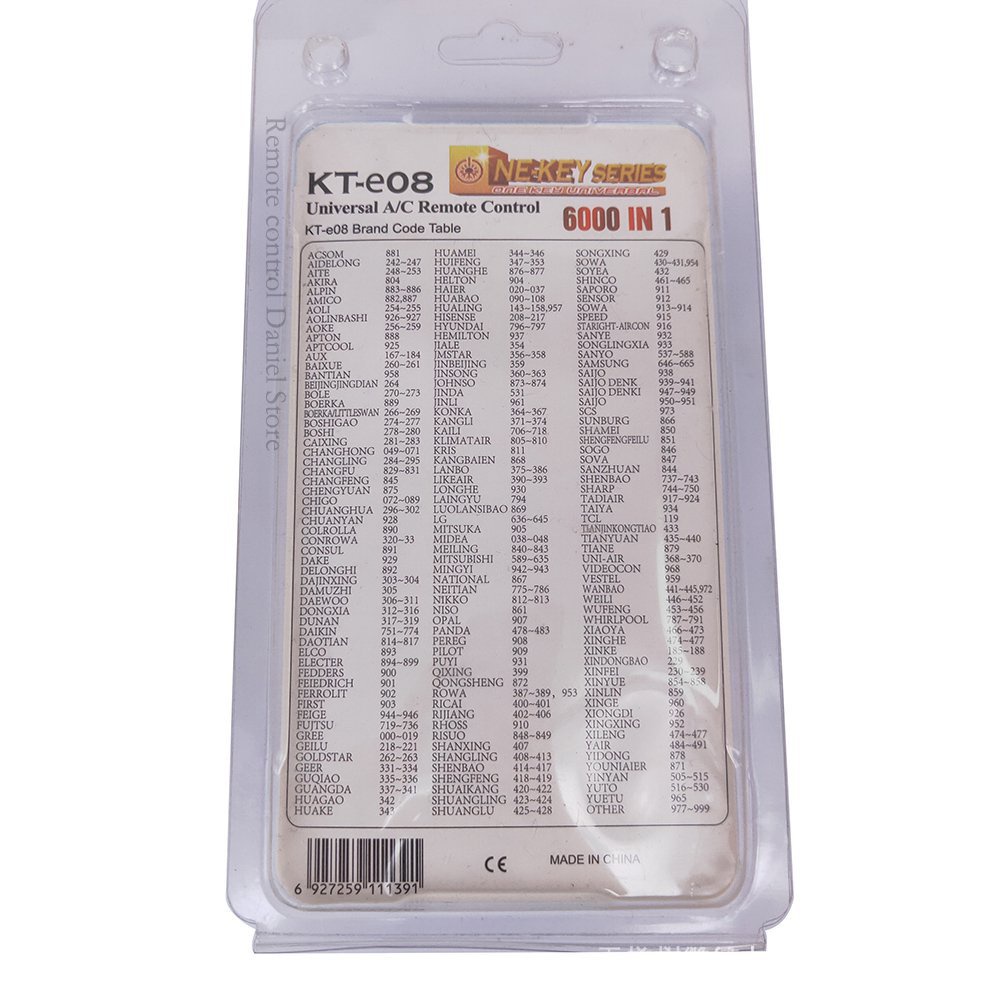 Remote control Daniel Store
KT-e08
NE-KEY SERIES
ONE KEY UNIVERSAL
Universal A/C Remote Control
6000 IN 1
KT-e08 Brand Code Table
ACSOM 881
AIDELONG 242~247
AITE 248~253
AKIRA 804
ALPIN 883~886
AMICO 882,887
AOLI 254~255
AOLINBASHI 926~927
AOKE 256~259
APTON 888
APTCOOL 925
AUX 167~184
BAIXUE 260~261
BANTIAN 958
BEIJINGJINGDIAN 264
BOLE 270~273
BOERKA 889
BOERKA/LITTLESWAN 266~269
BOSHIGAO 274~277
BOSHI 278~280
CAIXING 281~283
CHANGHONG 049~071
CHANGLING 284~295
CHANGFU 829~831
CHANGFENG 845
CHENGYUAN 875
CHIGO 072~089
CHUANGHUA 296~302
CHUANYAN 928
COLROLLA 890
CONROWA 320~33
CONSUL 891
DAKE 929
DELONGHI 892
DAJINXING 303~304
DAMUZHI 305
DAEWOO 306~311
DONGXIA 312~316
DUNAN 317~319
DAIKIN 751~774
DAOTIAN 814~817
ELCO 893
ELECTER 894~899
FEDDERS 900
FEIEDRICH 901
FERROLIT 902
FIRST 903
FEIGE 944~946
FUJTSU 719~736
GREE 000~019
GEILU 218~221
GOLDSTAR 262~263
GEER 331~334
GUQIAO 335~336
GUANGDA 337~341
HUAGAO 342
HUAKE 343
HUAMEI 344~346
HUIFENG 347~353
HUANGHE 876~877
HELTON 904
HAIER 020~037
HUABAO 090~108
HUALING 143~158,957
HISENSE 208~217
HYUNDAI 796~797
HEMILTON 937
JIALE 354
JMSTAR 356~358
JINBEIJING 359
JINSONG 360~363
JOHNSO 873~874
JINDA 531
JINLI 961
KONKA 364~367
KANGLI 371~374
KAILI 706~718
KLIMATAIR 805~810
KRIS 811
KANGBAIEN 868
LANBO 375~386
LIKEAIR 390~393
LONGHE 930
LAINGYU 794
LUOLANSIBAO 869
LG 636~645
MITSUKA 905
MIDEA 038~048
MEILING 840~843
MITSUBISHI 589~635
MINGYI 942~943
NATIONAL 867
NEITIAN 775~786
NIKKO 812~813
NISO 861
OPAL 907
PANDA 478~483
PEREG 908
PILOT 909
PUYI 931
QIXING 399
QONGSHENG 872
ROWA 387~389, 953
RICAI 400~401
RIJIANG 402~406
RHOSS 910
RISUO 848~849
SHANXING 407
SHANGLING 408~413
SHENBAO 414~417
SHENGFENG 418~419
SHUAIKANG 420~422
SHUANGLING 423~424
SHUANGLU 425~428
SONGXING 429
SOWA 430~431,954
SOYEA 432
SHINCO 461~465
SAPORO 911
SENSOR 912
SOWA 913~914
SPEED 915
STARIGHT-AIRCON 916
SANYE 932
SONGLINGXIA 933
SANYO 537~588
SAMSUNG 646~665
SAIJO 938
SAIJO DENK 939~941
SAIJO DENKI 947~949
SAIJO 950~951
SCS 973
SUNBURG 866
SHAMEI 850
SHENGFENGFEILU 851
SOGO 846
SOVA 847
SANZHUAN 844
SHENBAO 737~743
SHARP 744~750
TADIAIR 917~924
TAIYA 934
TCL 119
TIANJINKONGTIAO 433
TIANYUAN 435~440
TIANE 879
UNI-AIR 368~370
VIDEOCON 968
VESTEL 959
WANBAO 441~445,972
WEILI 446~452
WUFENG 453~456
WHIRLPOOL 787~791
XIAOYA 466~473
XINGHE 474~477
XINKE 185~188
XINDONGBAO 229
XINFEI 230~239
XINYUE 854~858
XINLIN 859
XINGE 960
XIONGDI 926
XINGXING 952
XILENG 474~477
YAIR 484~491
YIDONG 878
YOUNIAIER 871
YINYAN 505~515
YUTO 516~530
YUETU 965
OTHER 977~999
6 927259 111391
CE
MADE IN CHINA